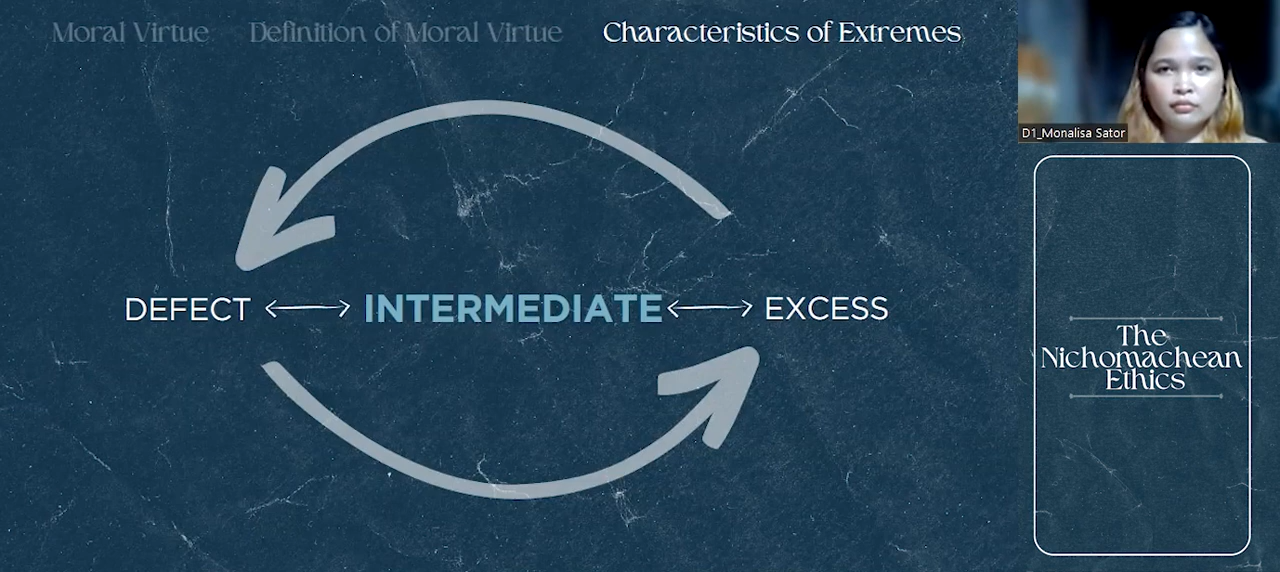 Moral Virtue Definition of Moral Virtue Characteristics of Extremes
D1_Monalisa Sator
DEFECT INTERMEDIATE EXCESS
The
Nichomachean
Ethics